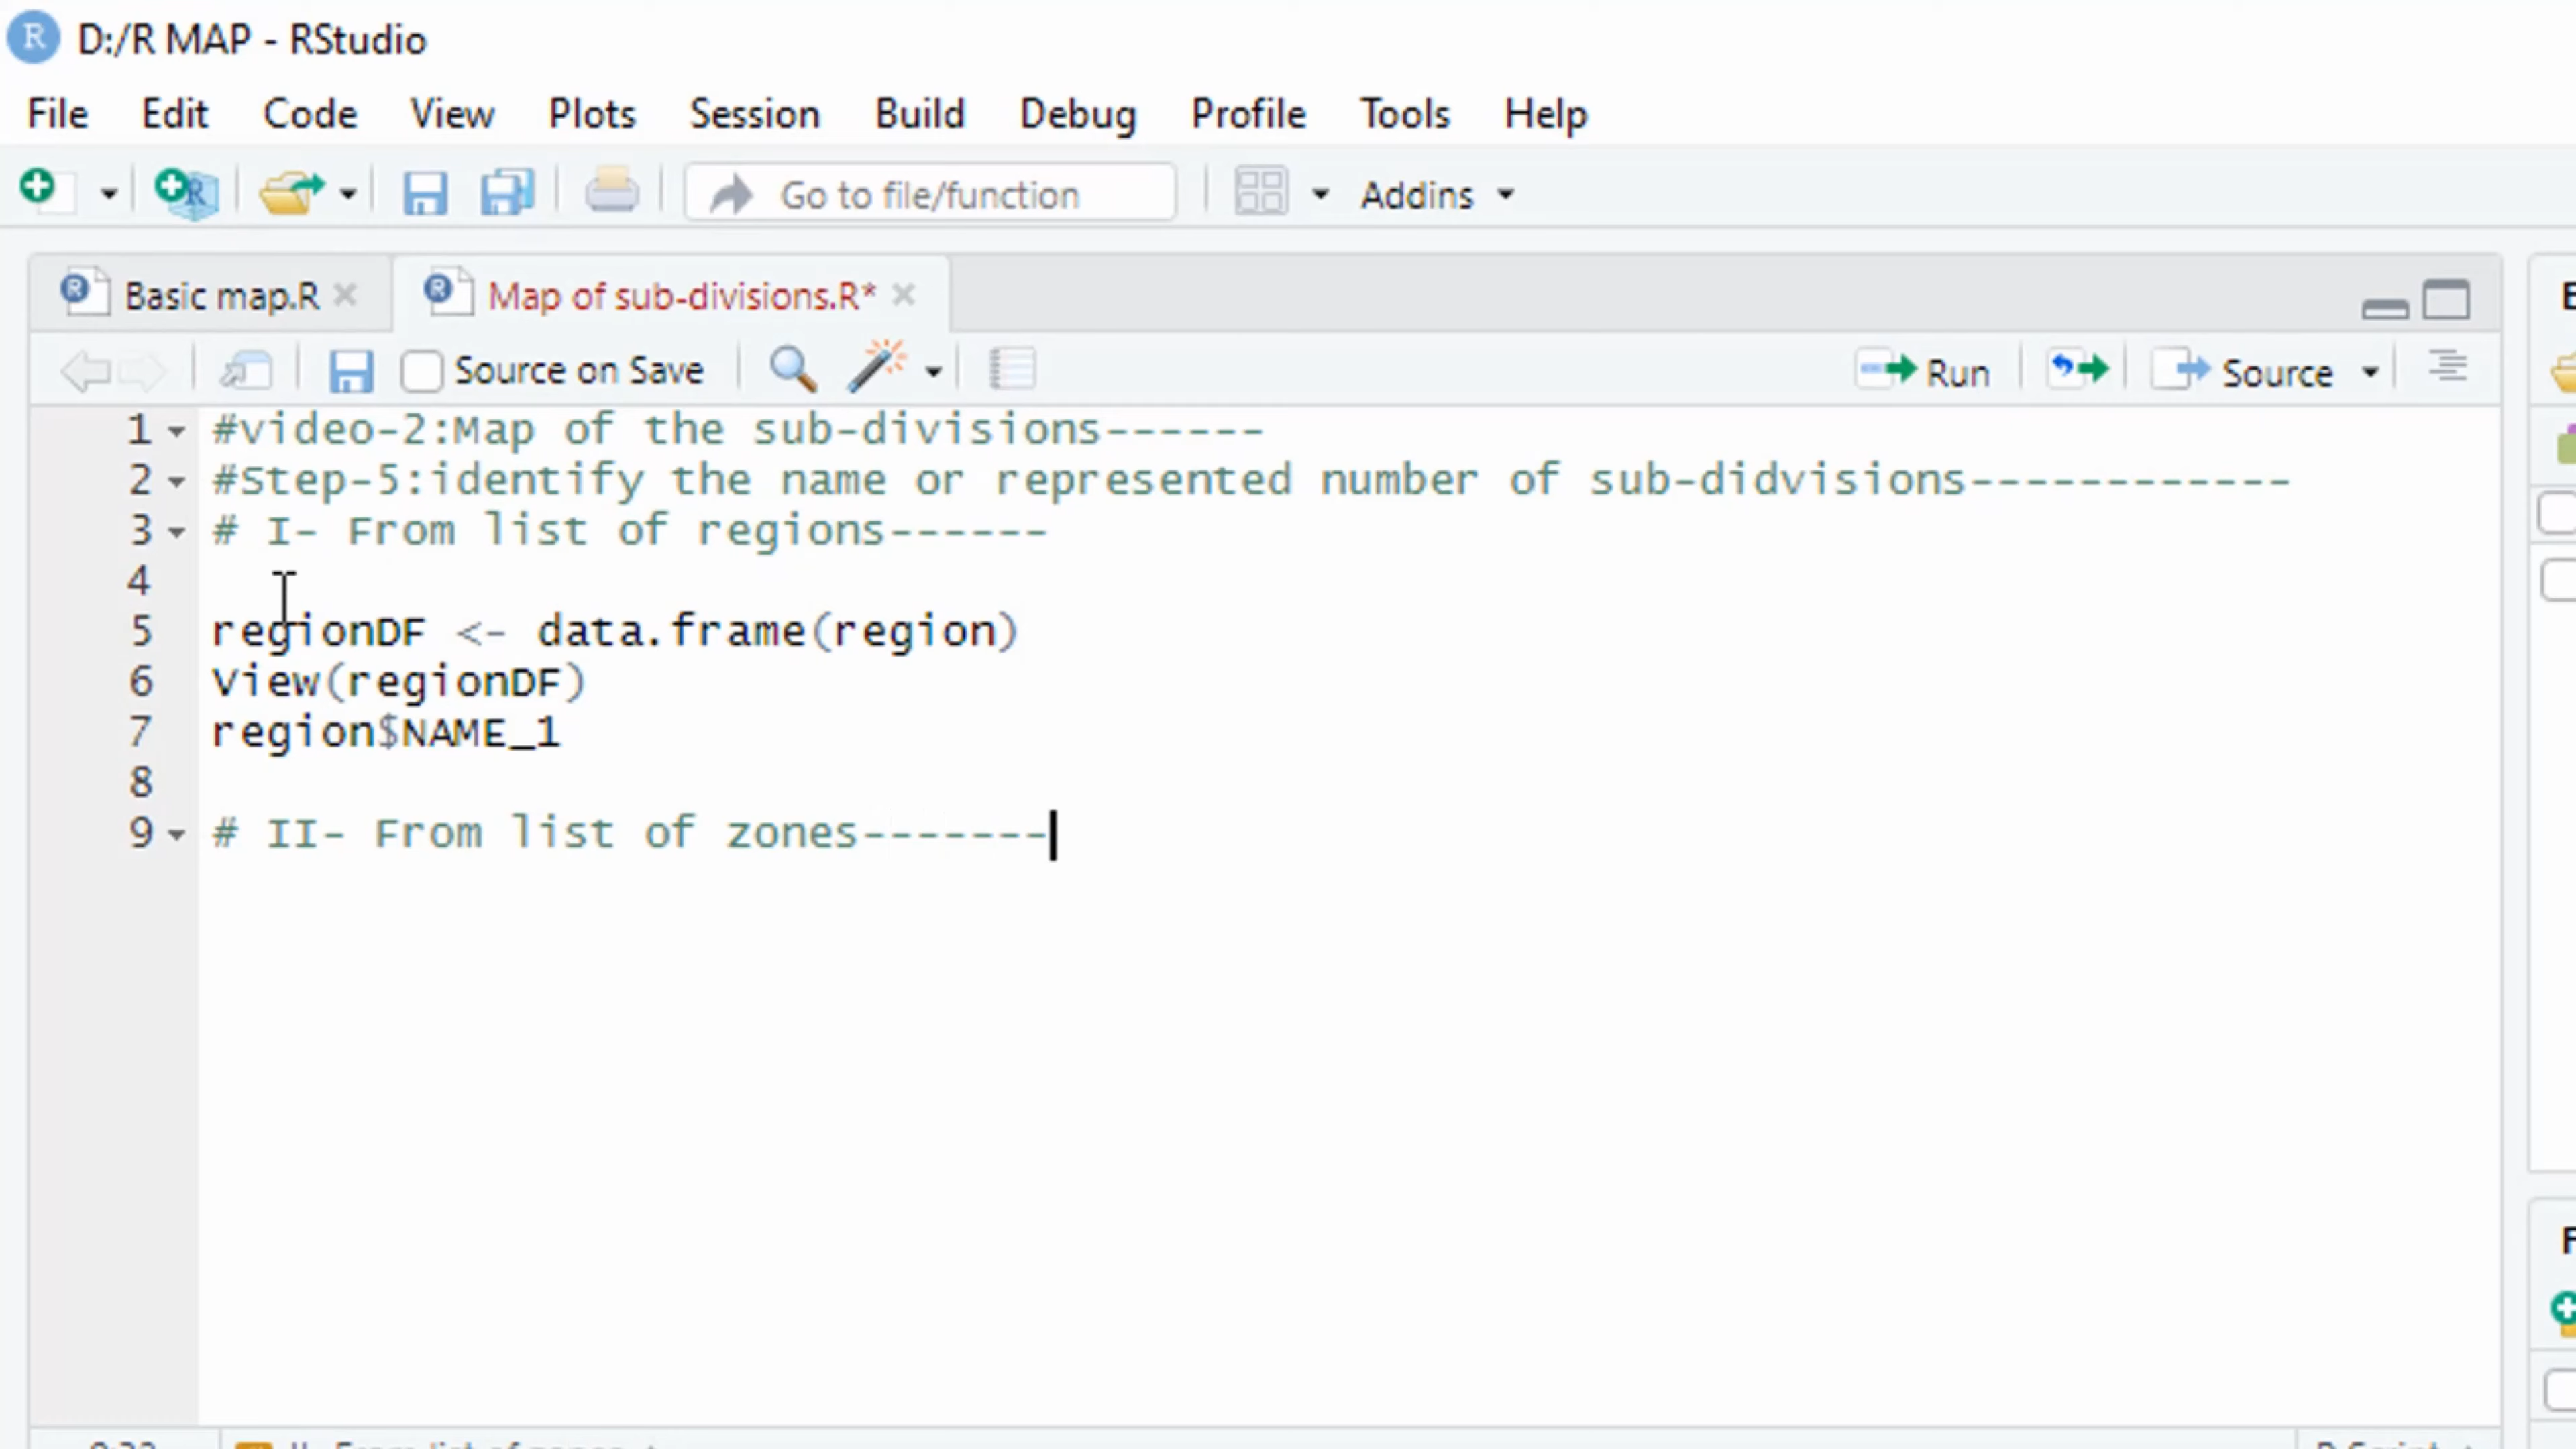 D:/R MAP - RStudio
File Edit Code View Plots Session Build Debug Profile Tools Help
Go to file/function Addins
Basic map.R Map of sub-divisions.R*
Source on Save Run Source
1 #video-2:Map of the sub-divisions------
2 #Step-5:identify the name or represented number of sub-didvisions------------
3 # I- From list of regions------
4
5 regionDF <- data.frame(region)
6 View(regionDF)
7 region$NAME_1
8
9 # II- From list of zones-------